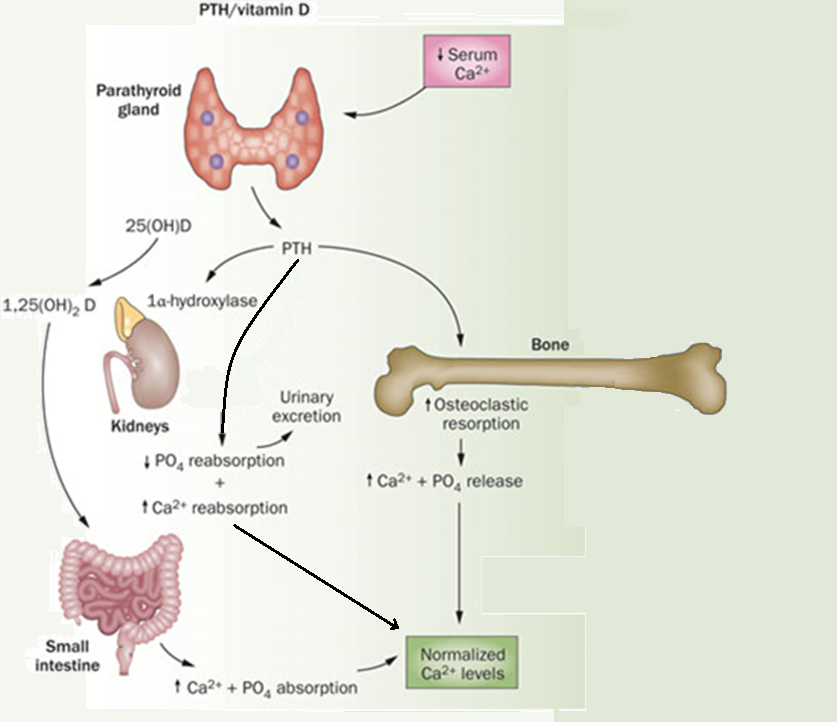 PTH/vitamin D
↓ Serum
Ca²⁺
Parathyroid
gland
25(OH)D
PTH
1,25(OH)₂ D
1α-hydroxylase
Bone
Kidneys
Urinary
excretion
↑Osteoclastic
resorption
↓ PO₄ reabsorption
+
↑Ca²⁺ reabsorption
↑Ca²⁺ + PO₄ release
Small
intestine
Normalized
Ca²⁺ levels
↑ Ca²⁺ + PO₄ absorption